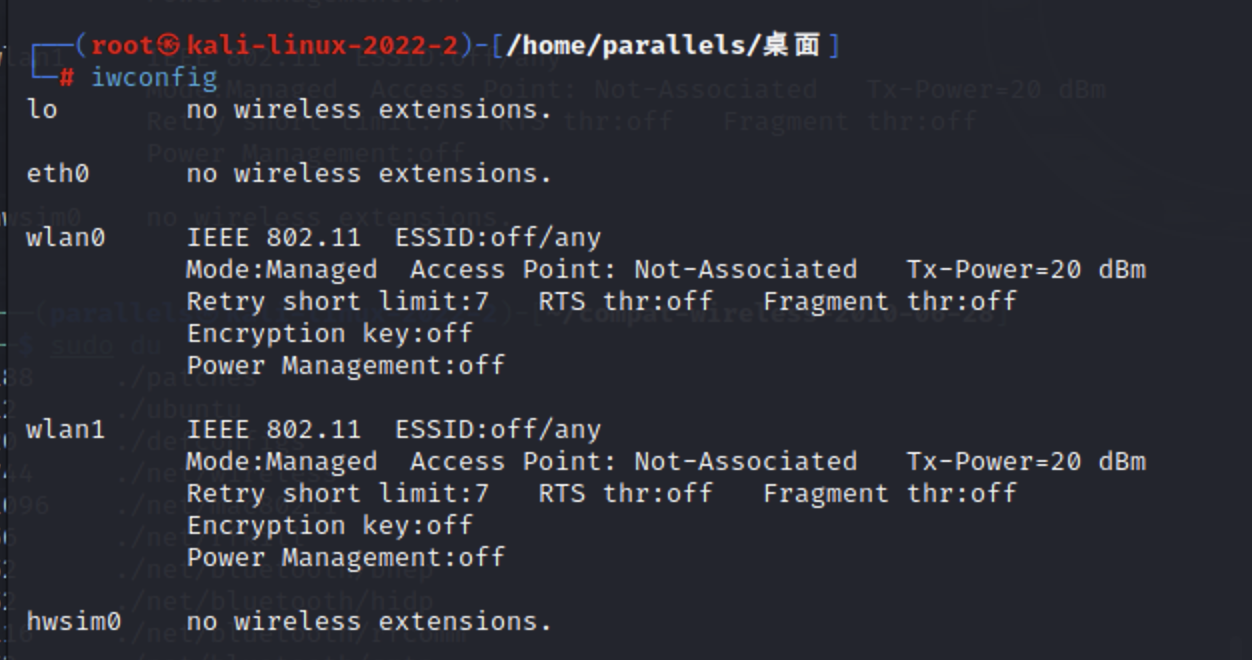 ┌──(root㉿kali-linux-2022-2)-[/home/parallels/桌面]
└─# iwconfig
lo        no wireless extensions.
eth0      no wireless extensions.
wlan0     IEEE 802.11  ESSID:off/any
          Mode:Managed  Access Point: Not-Associated   Tx-Power=20 dBm
          Retry short limit:7   RTS thr:off   Fragment thr:off
          Encryption key:off
          Power Management:off
wlan1     IEEE 802.11  ESSID:off/any
          Mode:Managed  Access Point: Not-Associated   Tx-Power=20 dBm
          Retry short limit:7   RTS thr:off   Fragment thr:off
          Encryption key:off
          Power Management:off
hwsim0    no wireless extensions.